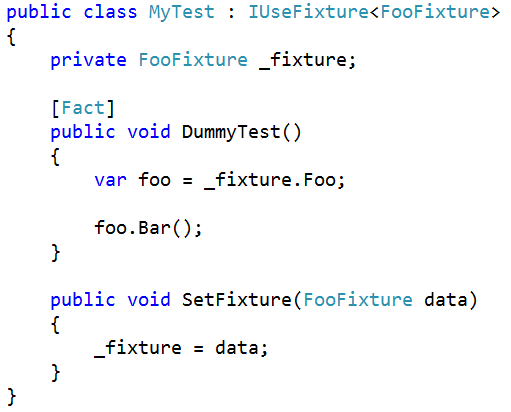 public class MyTest : IUseFixture<FooFixture>
{
    private FooFixture _fixture;

    [Fact]
    public void DummyTest()
    {
        var foo = _fixture.Foo;

        foo.Bar();
    }

    public void SetFixture(FooFixture data)
    {
        _fixture = data;
    }
}